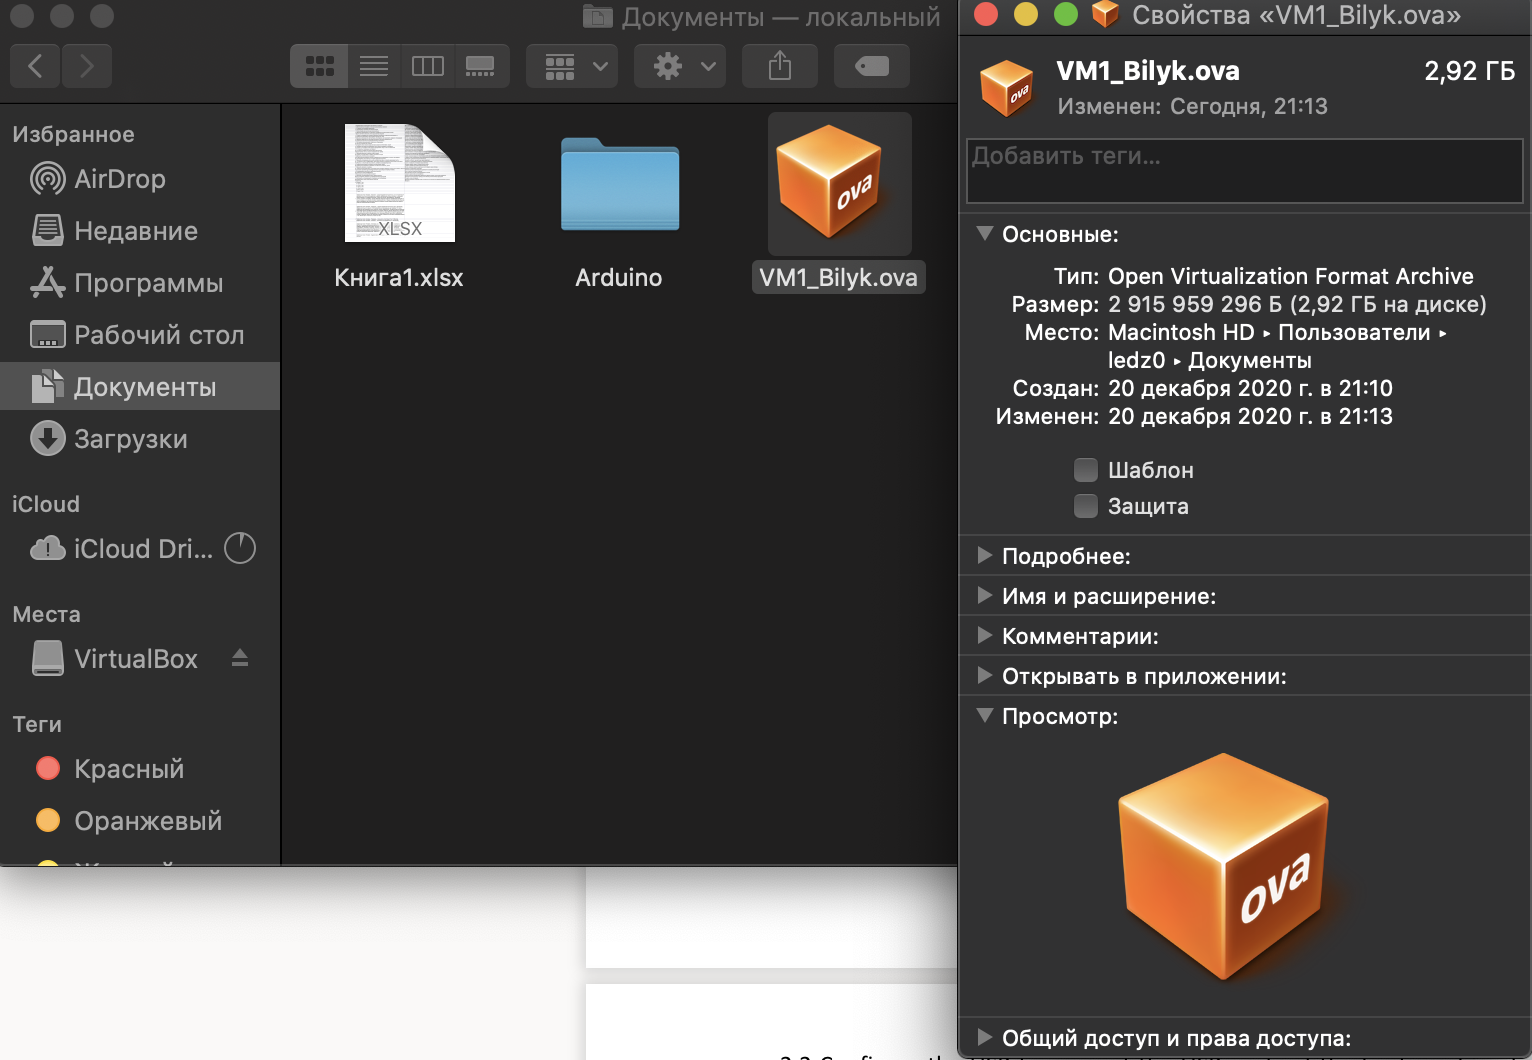 Документы — локальный
Избранное
AirDrop
Недавние
Программы
Рабочий стол
Документы
Загрузки
iCloud
iCloud Dri...
Места
VirtualBox
Теги
Красный
Оранжевый
XLSX
Книга1.xlsx
Arduino
ova
VM1_Bilyk.ova
Свойства «VM1_Bilyk.ova»
ova
VM1_Bilyk.ova 2,92 ГБ
Изменен: Сегодня, 21:13
Добавить теги...
Основные:
Тип: Open Virtualization Format Archive
Размер: 2 915 959 296 Б (2,92 ГБ на диске)
Место: Macintosh HD ▸ Пользователи ▸
ledz0 ▸ Документы
Создан: 20 декабря 2020 г. в 21:10
Изменен: 20 декабря 2020 г. в 21:13
Шаблон
Защита
Подробнее:
Имя и расширение:
Комментарии:
Открывать в приложении:
Просмотр:
ova
Общий доступ и права доступа: